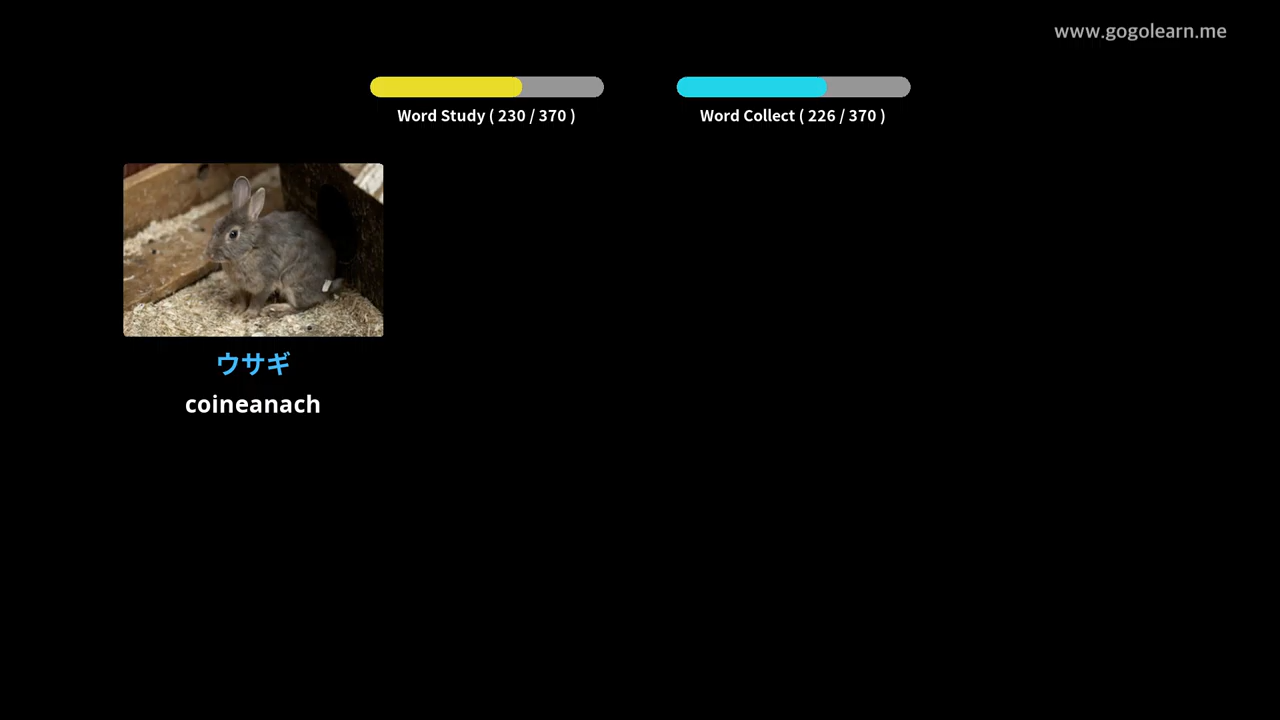 www.gogolearn.me
Word Study ( 230 / 370 )
Word Collect ( 226 / 370 )
ウサギ
coineanach